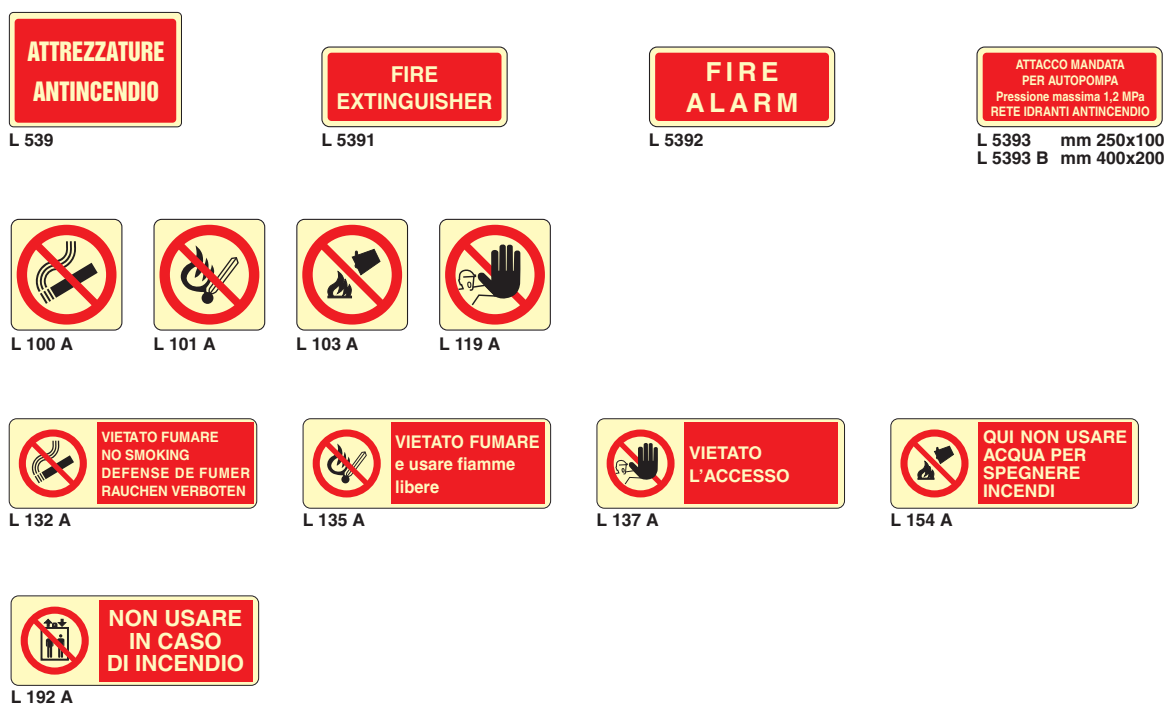 ATTREZZATURE
ANTINCENDIO
L 539
FIRE
EXTINGUISHER
L 5391
FIRE
ALARM
L 5392
ATTACCO MANDATA
PER AUTOPOMPA
Pressione massima 1,2 MPa
RETE IDRANTI ANTINCENDIO
L 5393 mm 250x100
L 5393 B mm 400x200
L 100 A
L 101 A
L 103 A
L 119 A
VIETATO FUMARE
NO SMOKING
DEFENSE DE FUMER
RAUCHEN VERBOTEN
L 132 A
VIETATO FUMARE
e usare fiamme
libere
L 135 A
VIETATO
L'ACCESSO
L 137 A
QUI NON USARE
ACQUA PER
SPEGNERE
INCENDI
L 154 A
NON USARE
IN CASO
DI INCENDIO
L 192 A